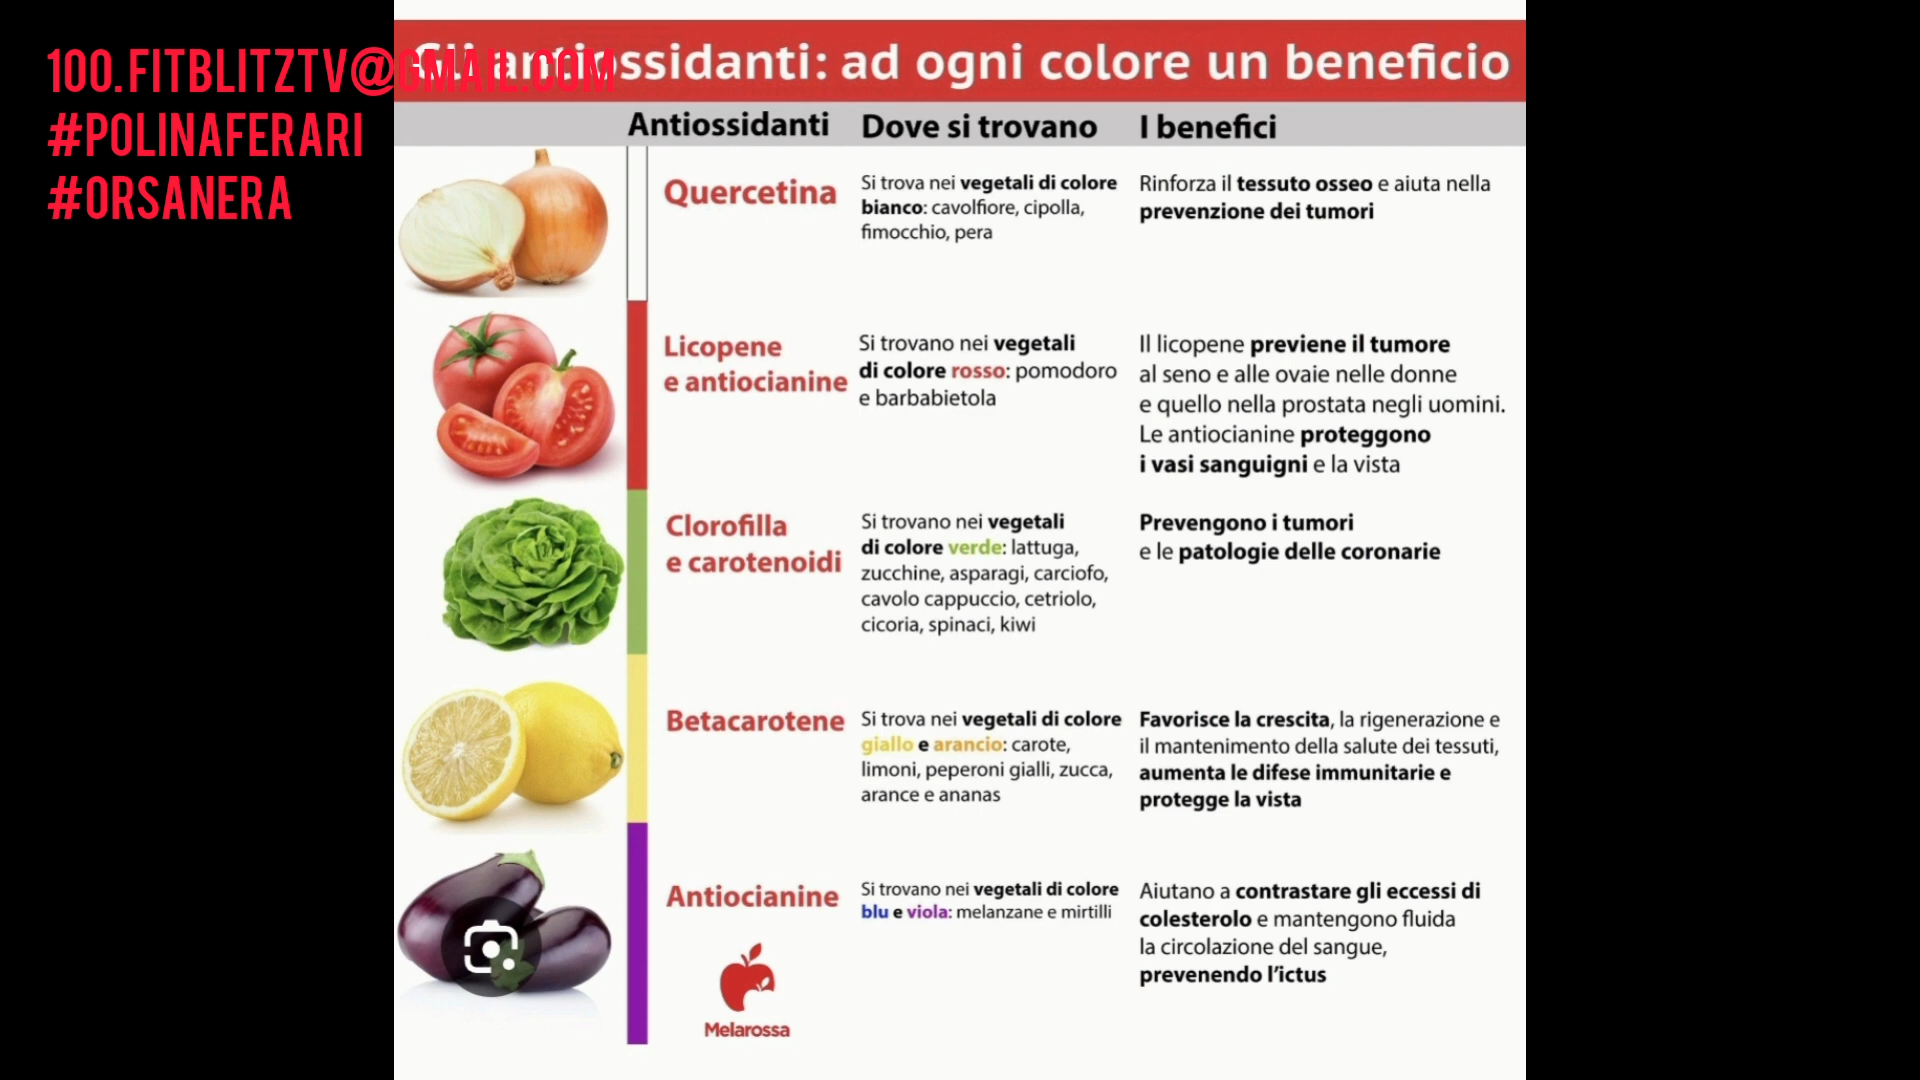 100.FITBLITZTV@GMAIL.COM
#POLINAFERARI
#ORSANERA
Gli antiossidanti: ad ogni colore un beneficio
Antiossidanti Dove si trovano I benefici
Quercetina
Si trova nei vegetali di colore
bianco: cavolfiore, cipolla,
fimocchio, pera
Rinforza il tessuto osseo e aiuta nella
prevenzione dei tumori
Licopene
e antiocianine
Si trovano nei vegetali
di colore rosso: pomodoro
e barbabietola
Il licopene previene il tumore
al seno e alle ovaie nelle donne
e quello nella prostata negli uomini.
Le antiocianine proteggono
i vasi sanguigni e la vista
Clorofilla
e carotenoidi
Si trovano nei vegetali
di colore verde: lattuga,
zucchine, asparagi, carciofo,
cavolo cappuccio, cetriolo,
cicoria, spinaci, kiwi
Prevengono i tumori
e le patologie delle coronarie
Betacarotene
Si trova nei vegetali di colore
giallo e arancio: carote,
limoni, peperoni gialli, zucca,
arance e ananas
Favorisce la crescita, la rigenerazione e
il mantenimento della salute dei tessuti,
aumenta le difese immunitarie e
protegge la vista
Antiocianine
Si trovano nei vegetali di colore
blu e viola: melanzane e mirtilli
Aiutano a contrastare gli eccessi di
colesterolo e mantengono fluida
la circolazione del sangue,
prevenendo l'ictus
Melarossa